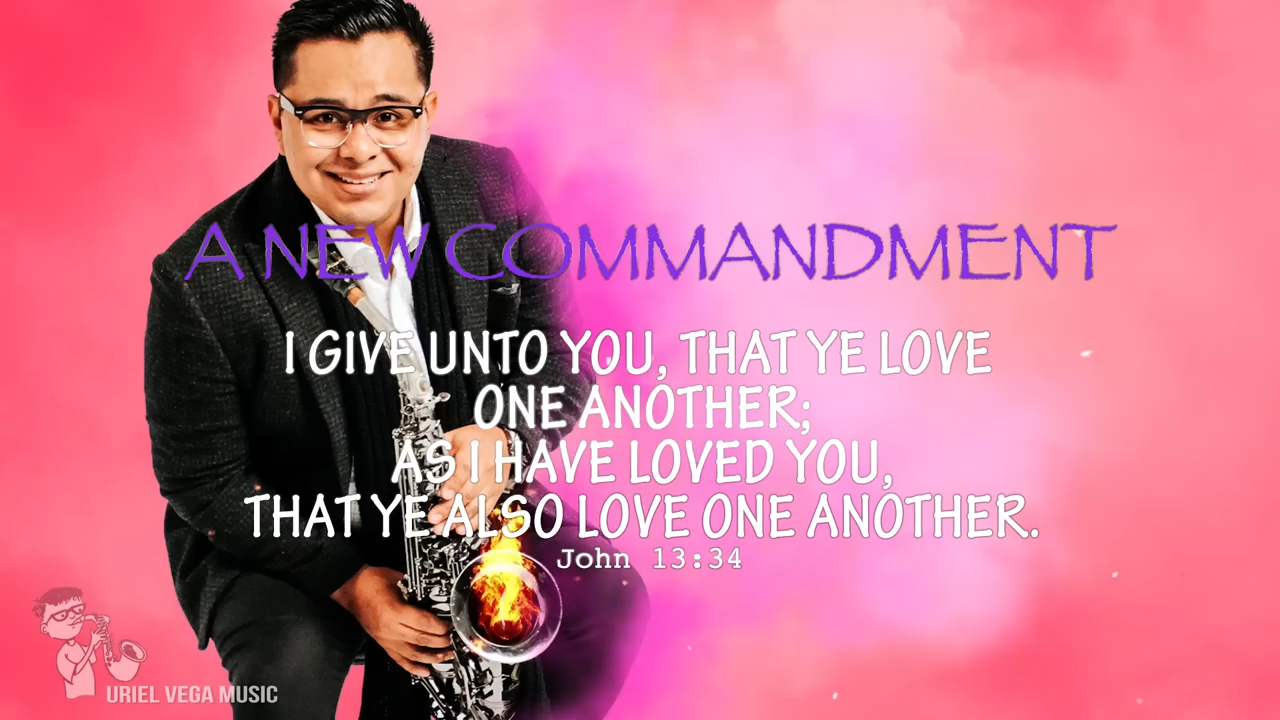 A NEW COMMANDMENT
I GIVE UNTO YOU, THAT YE LOVE
ONE ANOTHER;
AS I HAVE LOVED YOU,
THAT YE ALSO LOVE ONE ANOTHER.
John 13:34
URIEL VEGA MUSIC